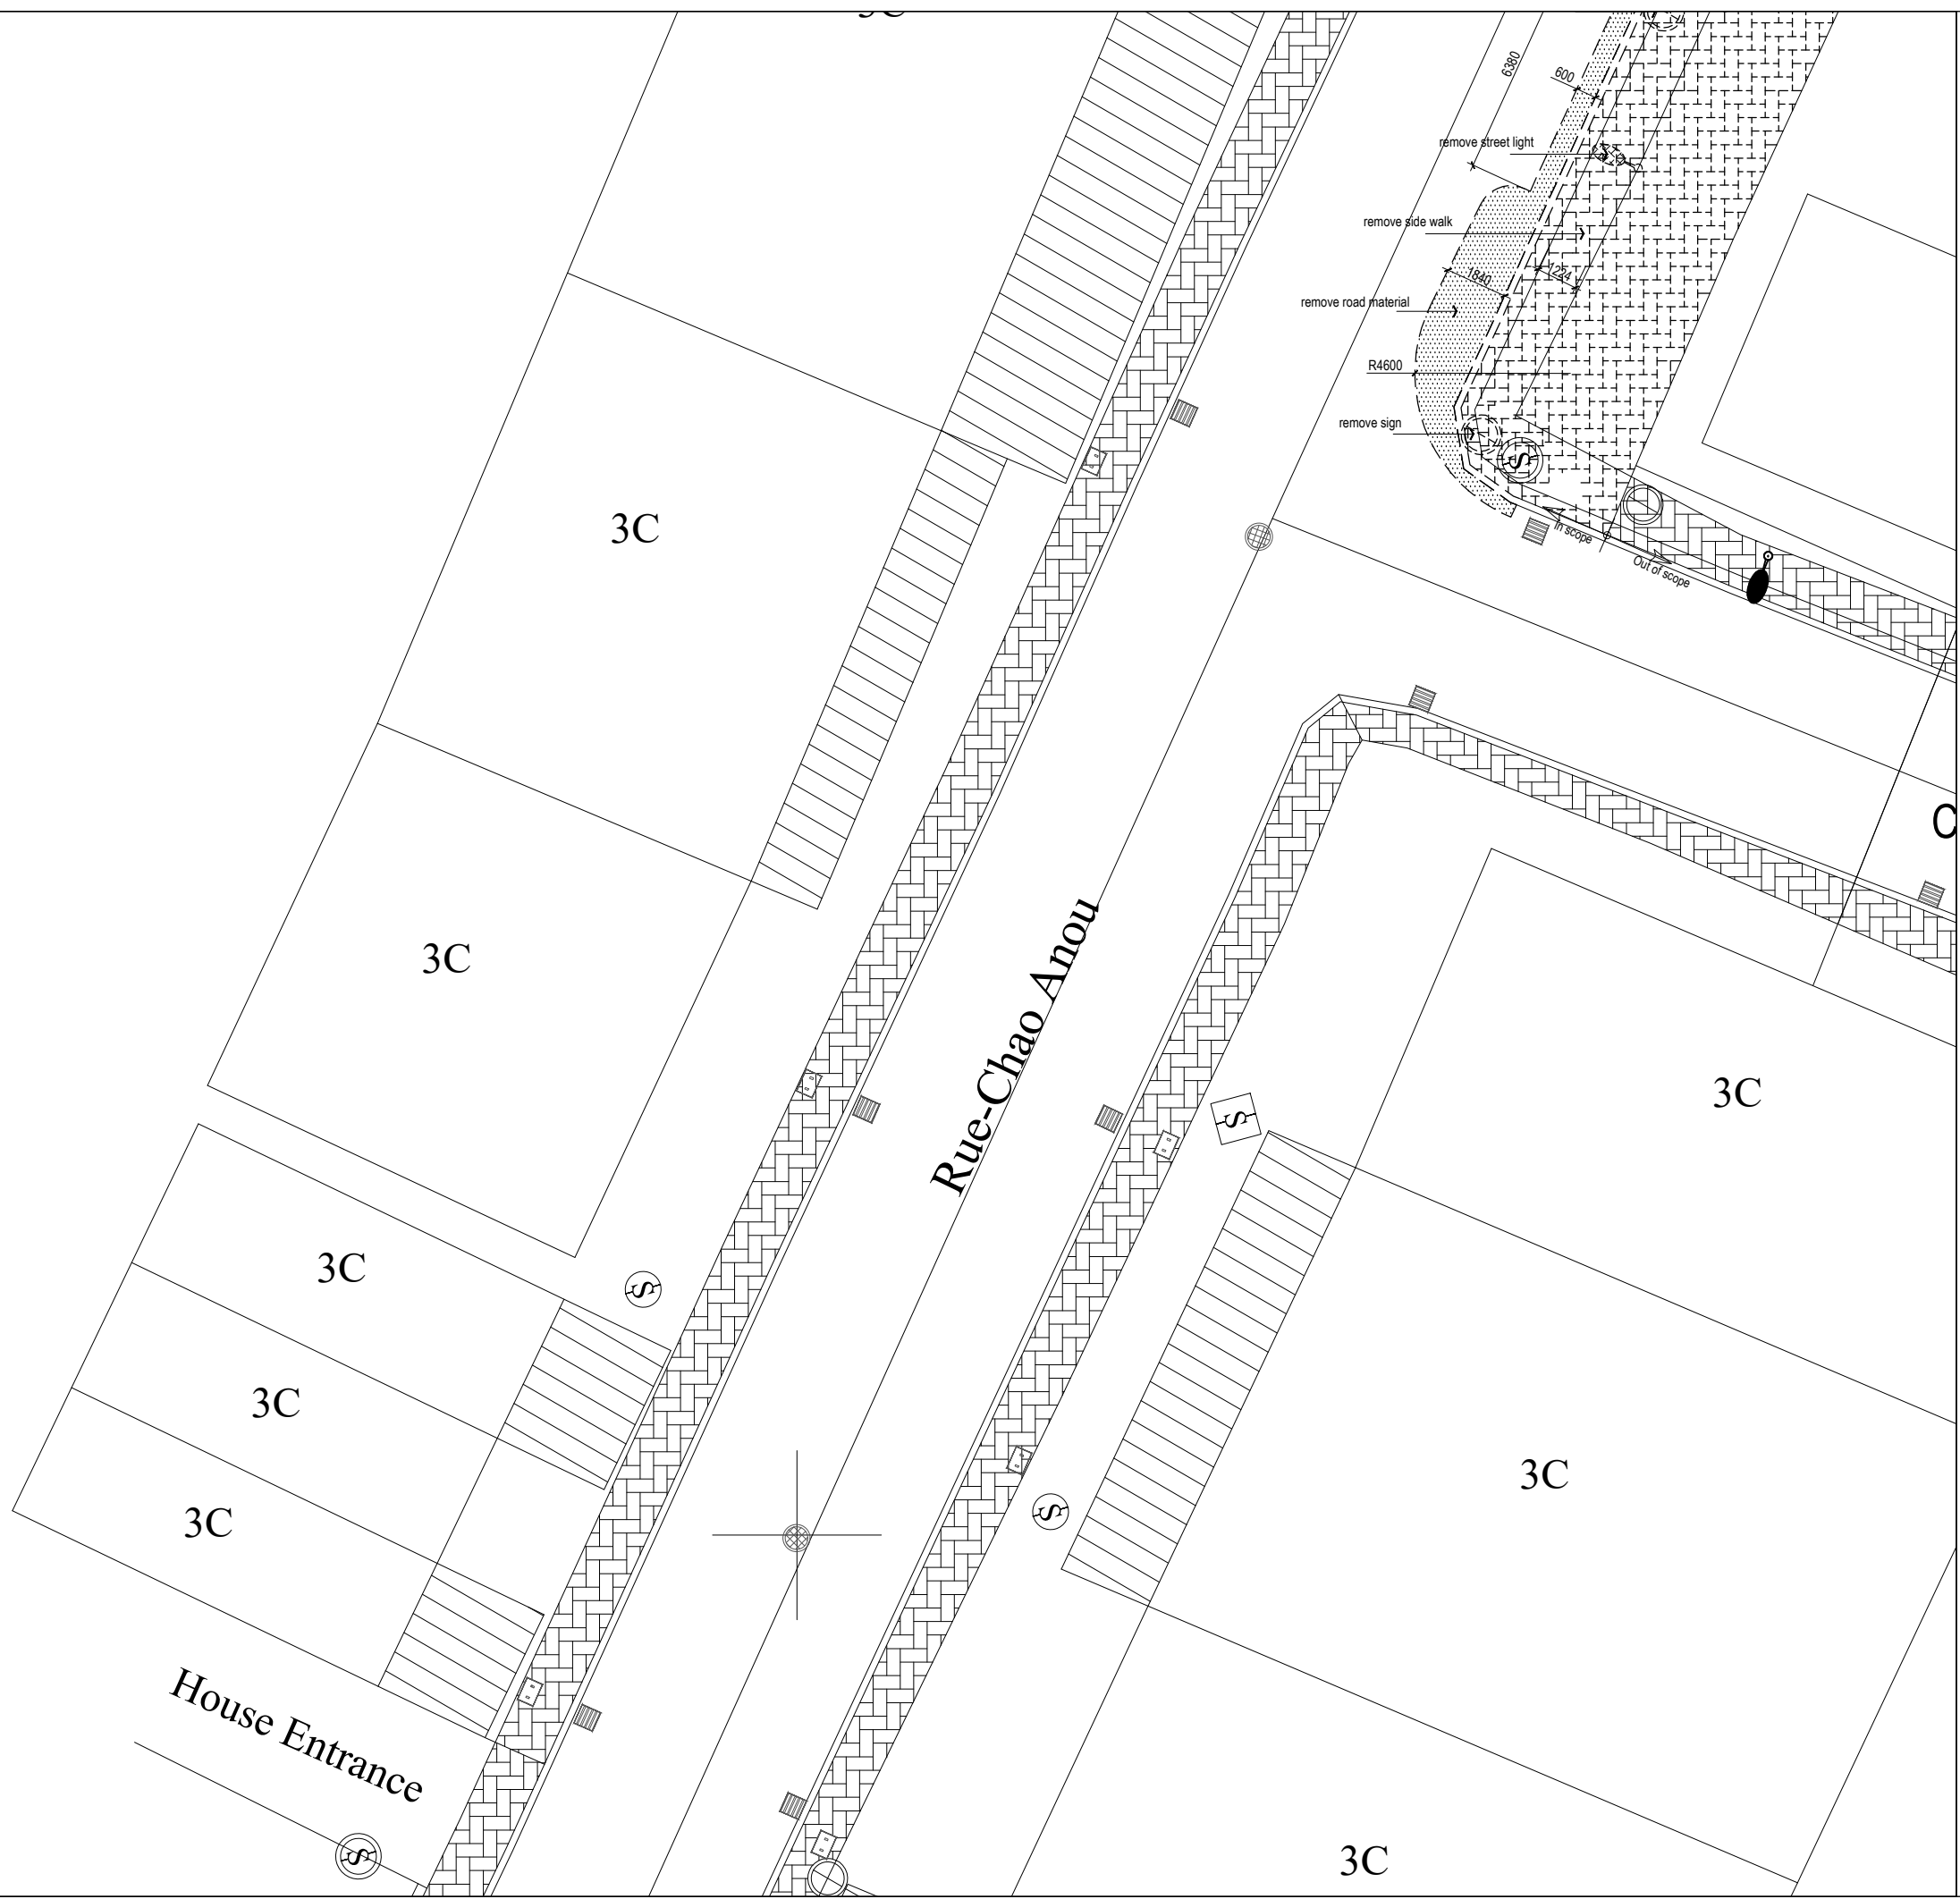 3C
6380
600
remove street light
remove side walk
1840
1224
remove road material
R4600
remove sign
S
In scope
Out of scope
3C
C
3C
Rue-Chao Anou
3C
S
3C
S
3C
S
3C
3C
House Entrance
S
3C